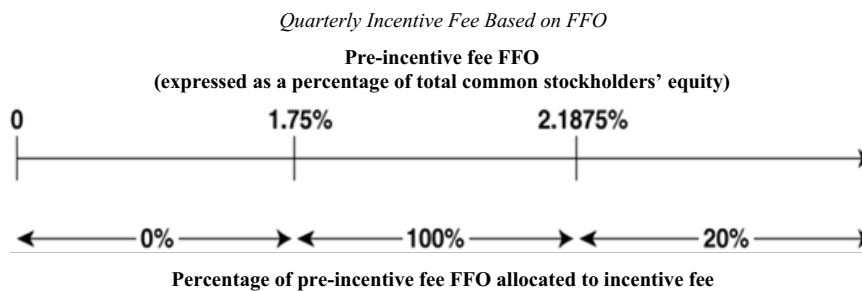 Quarterly Incentive Fee Based on FFO
Pre-incentive fee FFO
(expressed as a percentage of total common stockholders’ equity)
0 1.75% 2.1875%
0% 100% 20%
Percentage of pre-incentive fee FFO allocated to incentive fee